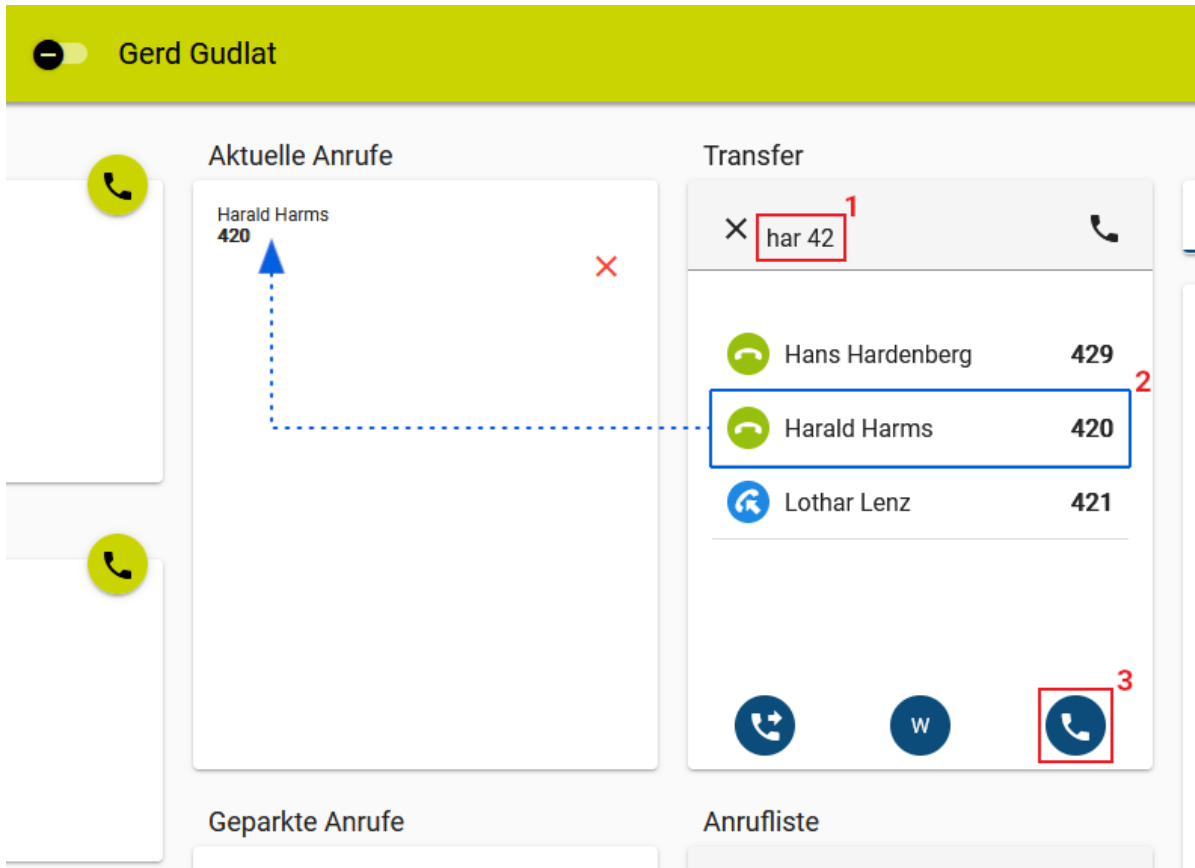 Gerd Gudlat
Aktuelle Anrufe
Harald Harms
420
Transfer
1
har 42
Hans Hardenberg 429
2
Harald Harms 420
Lothar Lenz 421
3
W
Geparkte Anrufe
Anrufliste